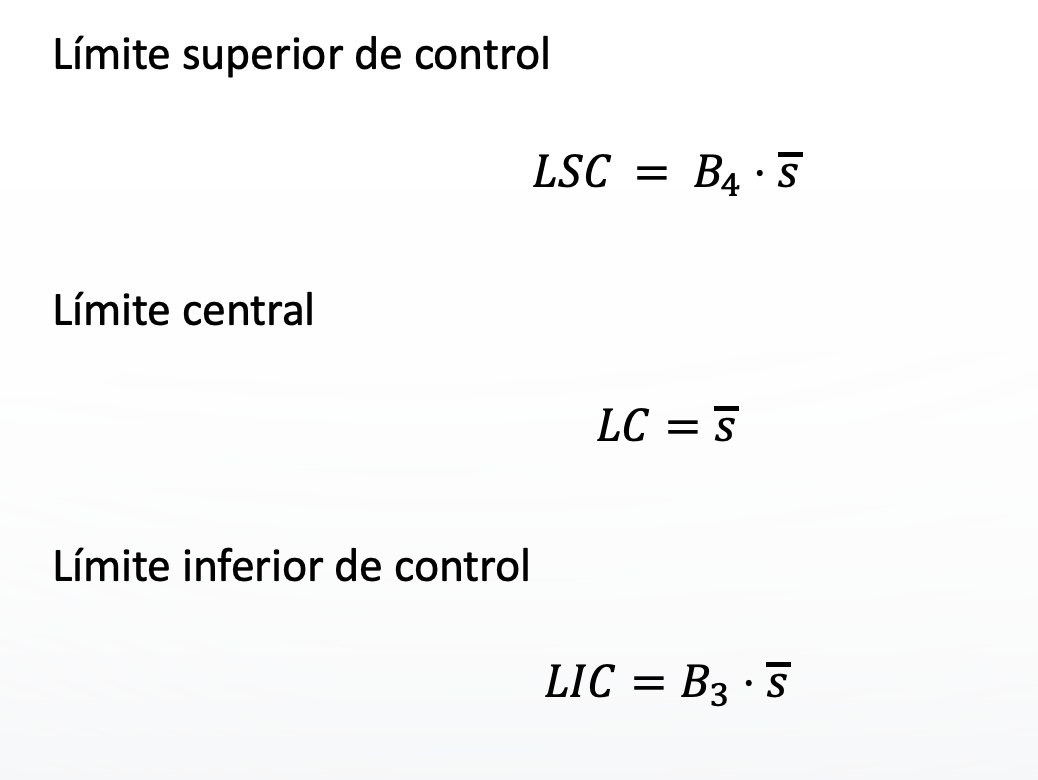 Límite superior de control
LSC = B₄ · s̅
Límite central
LC = s̅
Límite inferior de control
LIC = B₃ · s̅